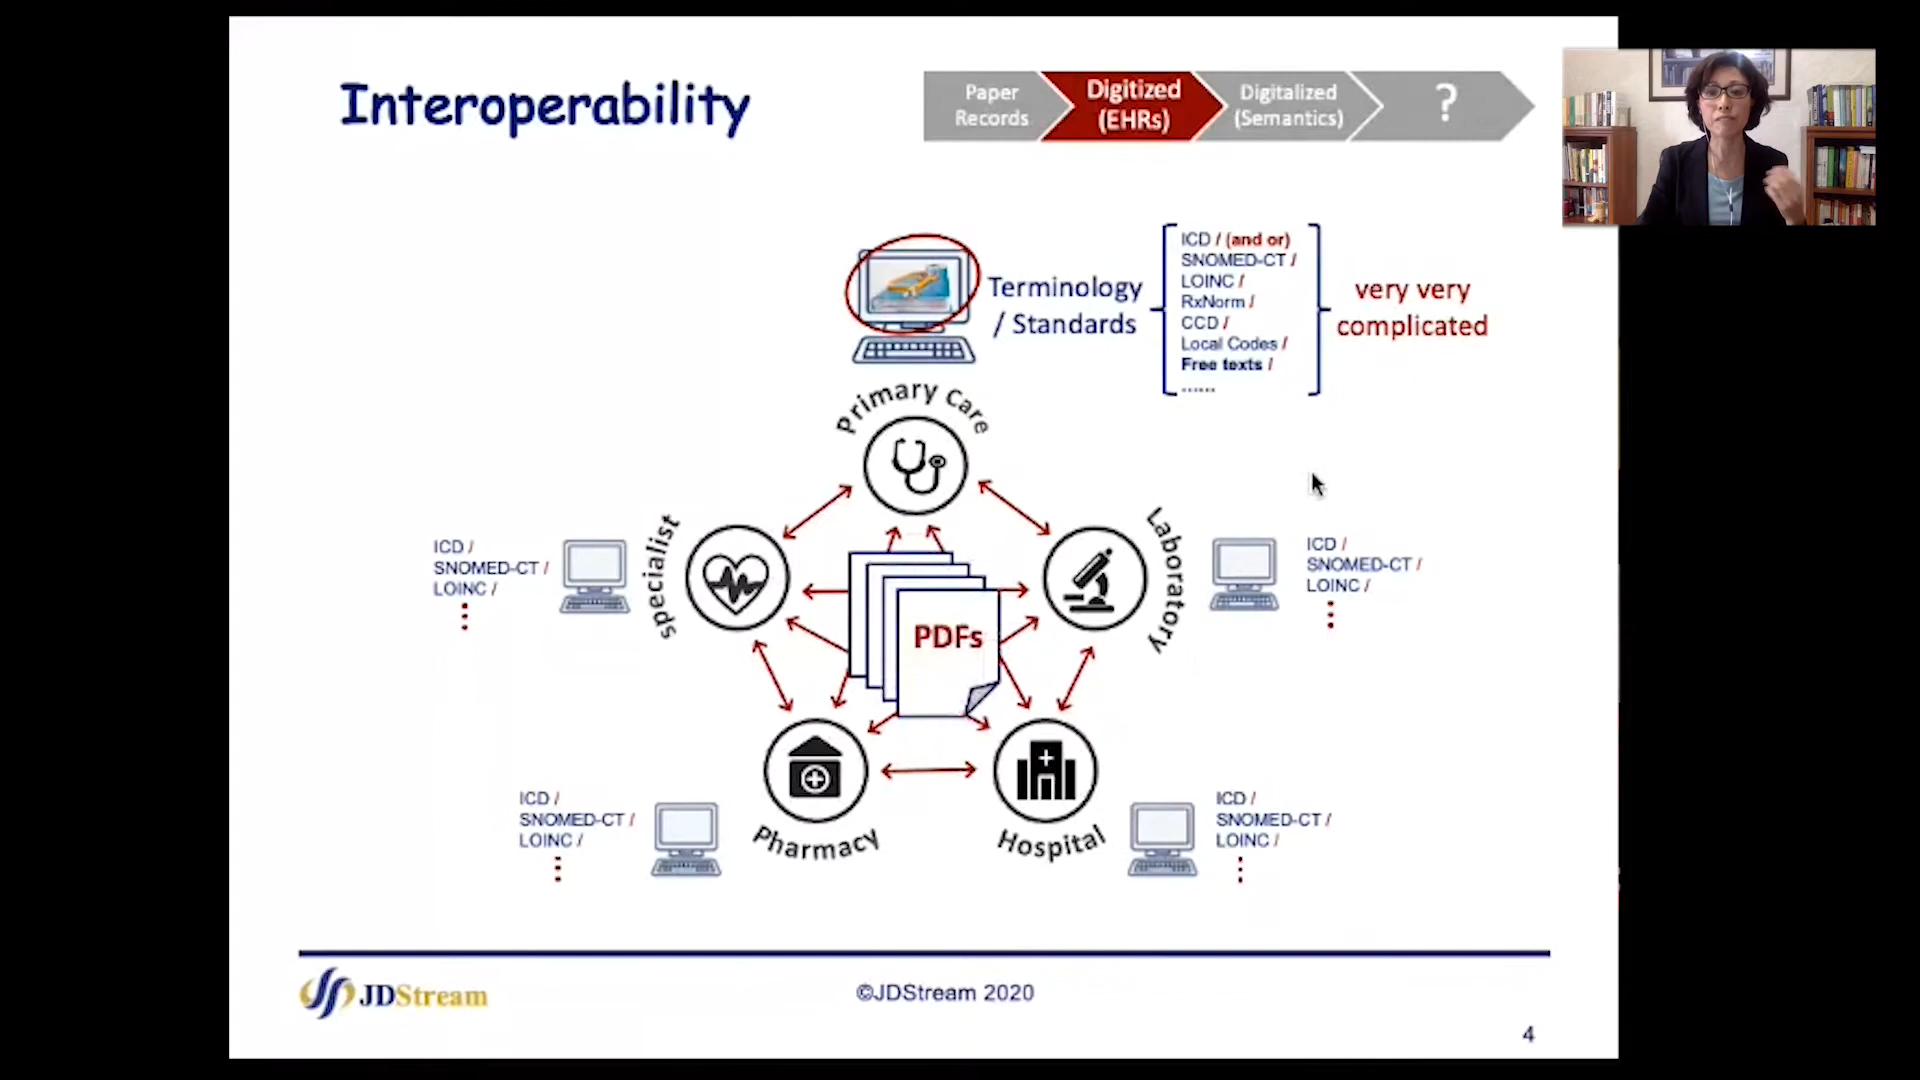 Interoperability
Paper
Records
Digitized
(EHRs)
Digitalized
(Semantics)
?
Terminology
/ Standards
ICD / (and or)
SNOMED-CT /
LOINC /
RxNorm /
CCD /
Local Codes /
Free texts /
......
very very
complicated
Primary Care
specialist
Laboratory
Pharmacy
Hospital
PDFs
ICD /
SNOMED-CT /
LOINC /
ICD /
SNOMED-CT /
LOINC /
ICD /
SNOMED-CT /
LOINC /
ICD /
SNOMED-CT /
LOINC /
JDStream
©JDStream 2020
4